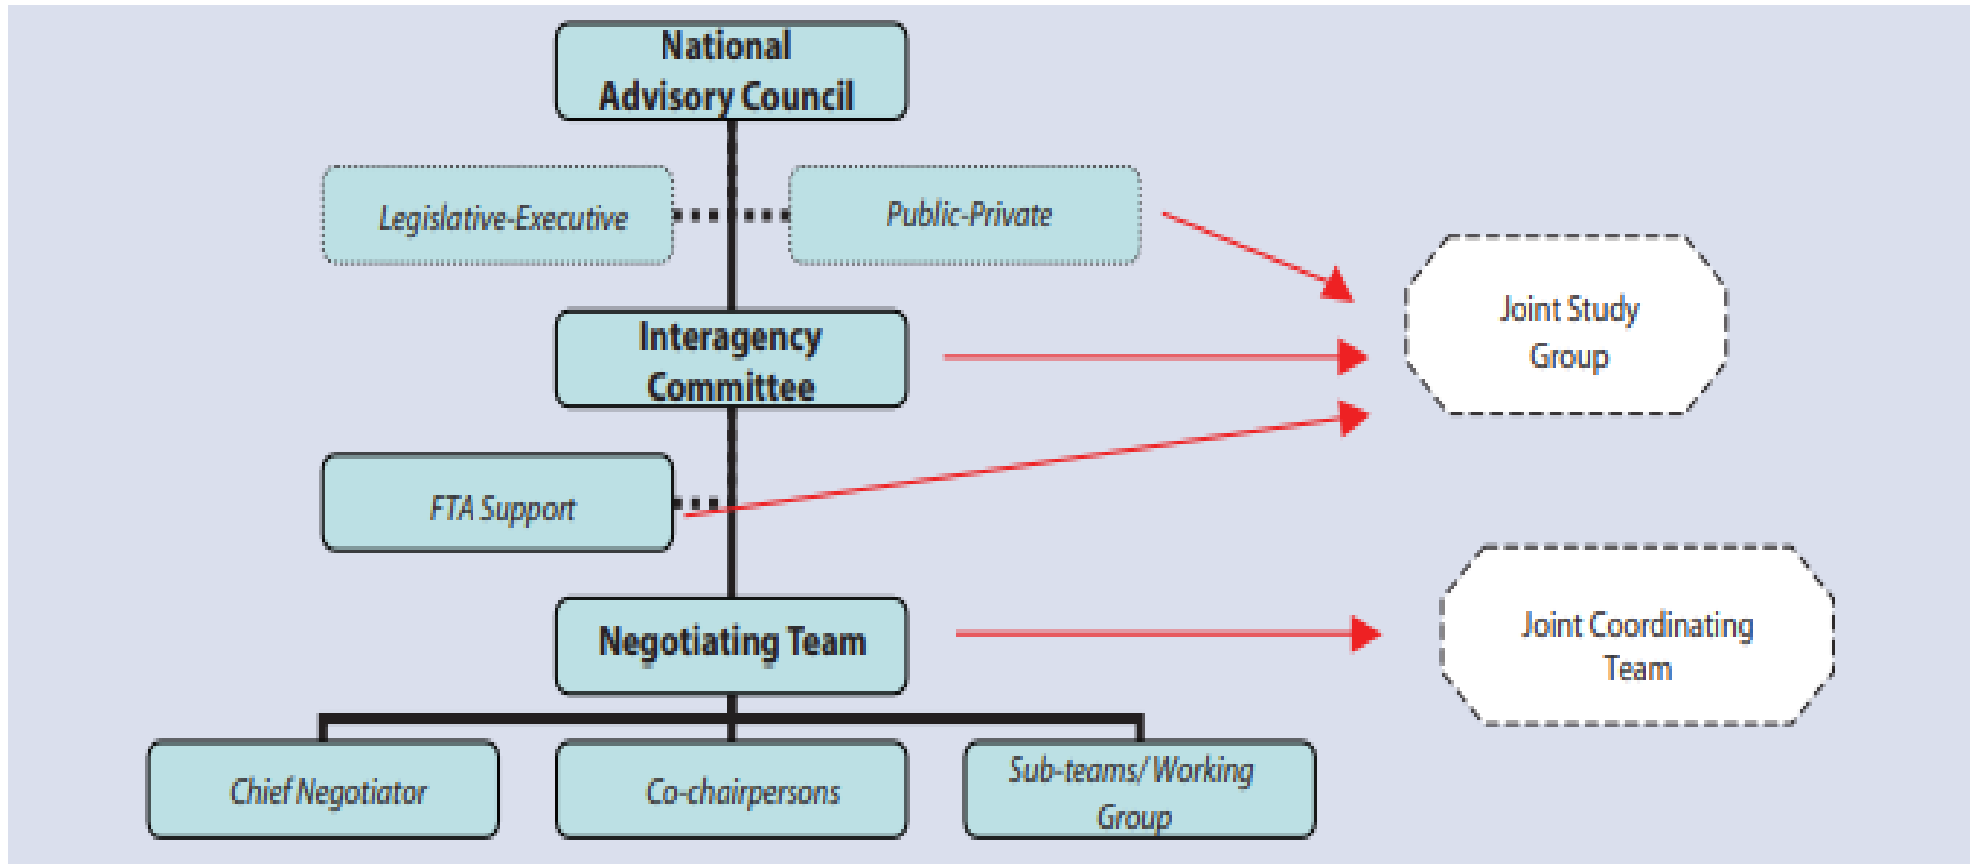 National
Advisory Council
Legislative-Executive
Public-Private
Joint Study
Group
Interagency
Committee
FTA Support
Negotiating Team
Joint Coordinating
Team
Chief Negotiator
Co-chairpersons
Sub-teams/ Working
Group